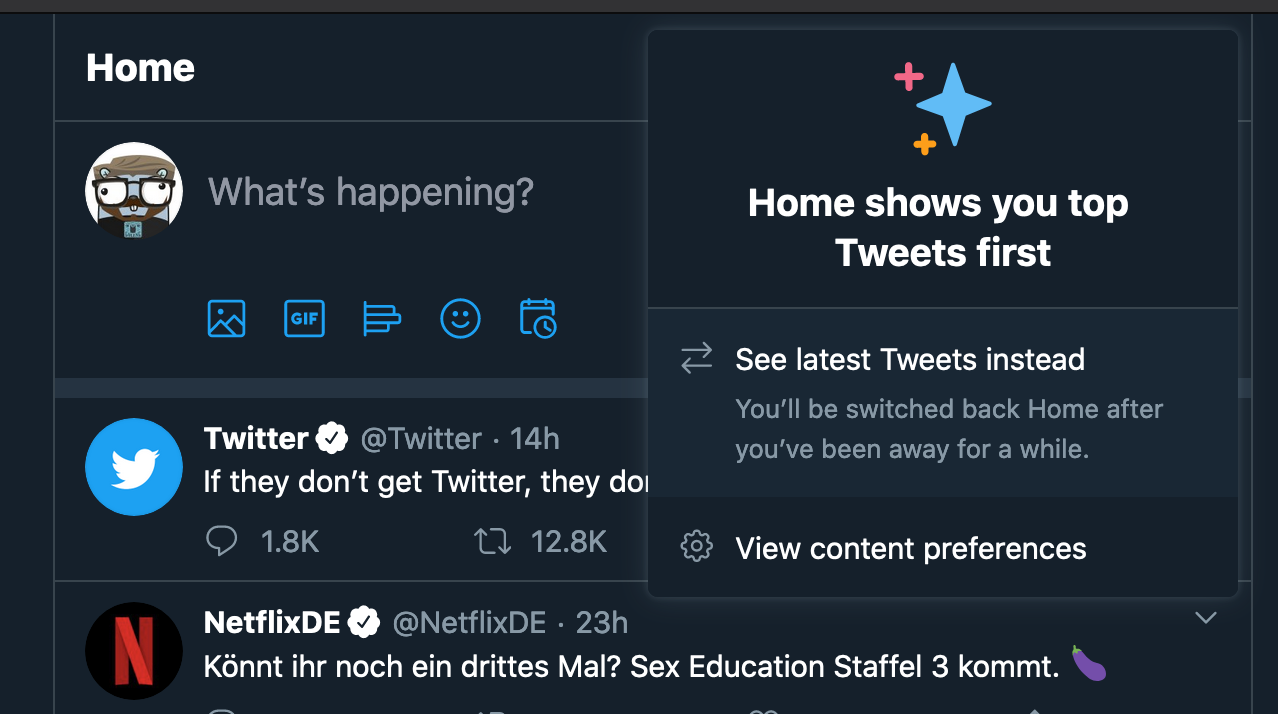 Home
What's happening?
GIF
Home shows you top
Tweets first
See latest Tweets instead
You'll be switched back Home after
you've been away for a while.
View content preferences
Twitter @Twitter · 14h
If they don't get Twitter, they
1.8K 12.8K
NetflixDE @NetflixDE · 23h
Könnt ihr noch ein drittes Mal? Sex Education Staffel 3 kommt. 🍆